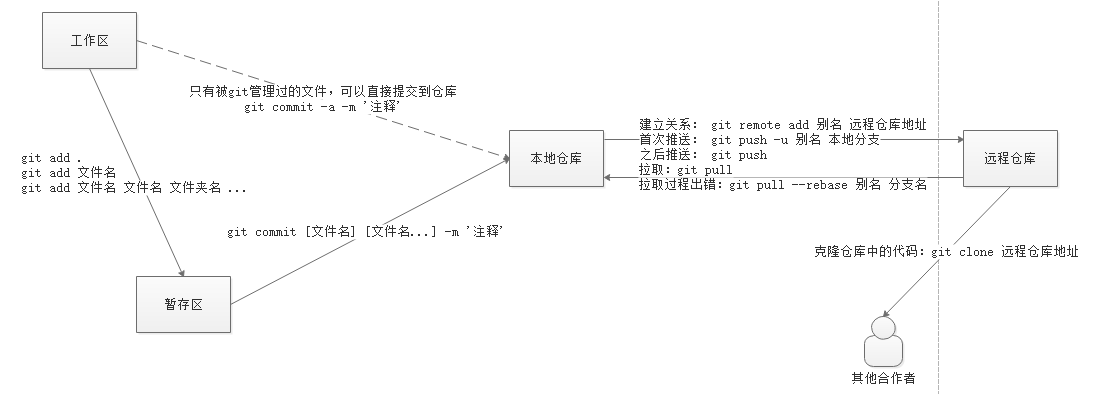 工作区
只有被git管理过的文件，可以直接提交到仓库
git commit -a -m '注释'
git add .
git add 文件名
git add 文件名 文件名 文件夹名 ...
本地仓库
建立关系： git remote add 别名 远程仓库地址
首次推送： git push -u 别名 本地分支
之后推送： git push
拉取：git pull
拉取过程出错：git pull --rebase 别名 分支名
远程仓库
git commit [文件名] [文件名...] -m '注释'
克隆仓库中的代码：git clone 远程仓库地址
暂存区
其他合作者